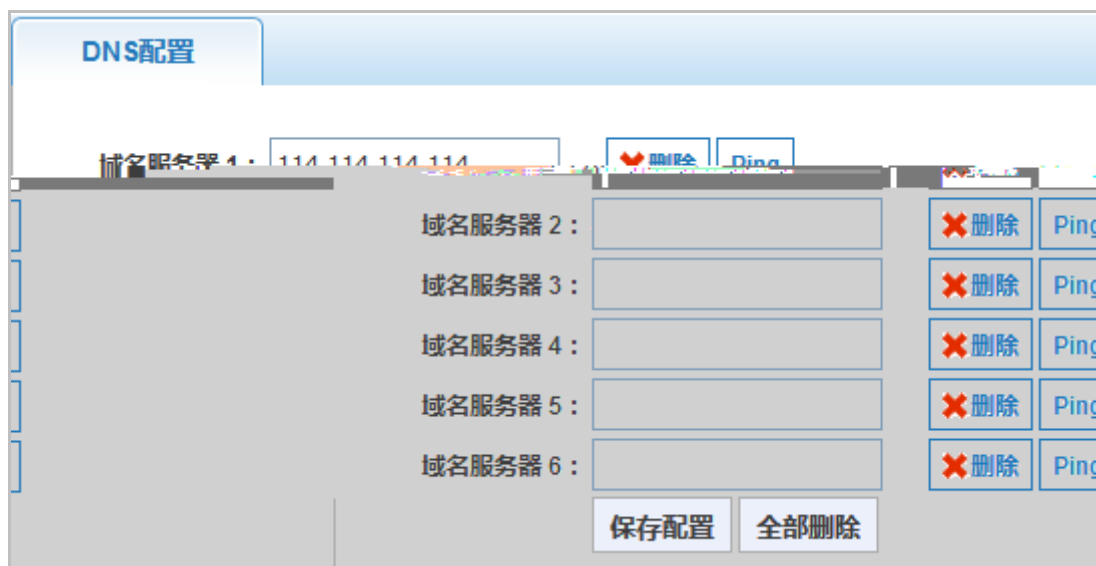 DNS配置
域名服务器 1： 114.114.114.114 删除 Ping
域名服务器 2： 删除 Ping
域名服务器 3： 删除 Ping
域名服务器 4： 删除 Ping
域名服务器 5： 删除 Ping
域名服务器 6： 删除 Ping
保存配置 全部删除